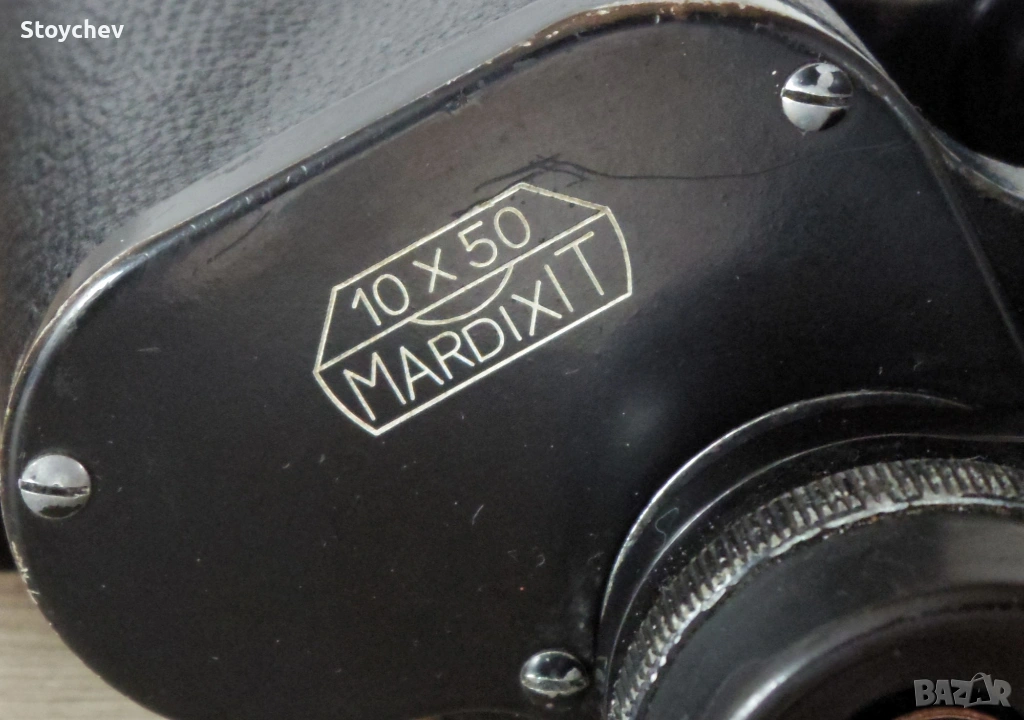 Stoychev
10 X 50
MARDIXIT
BAZAR